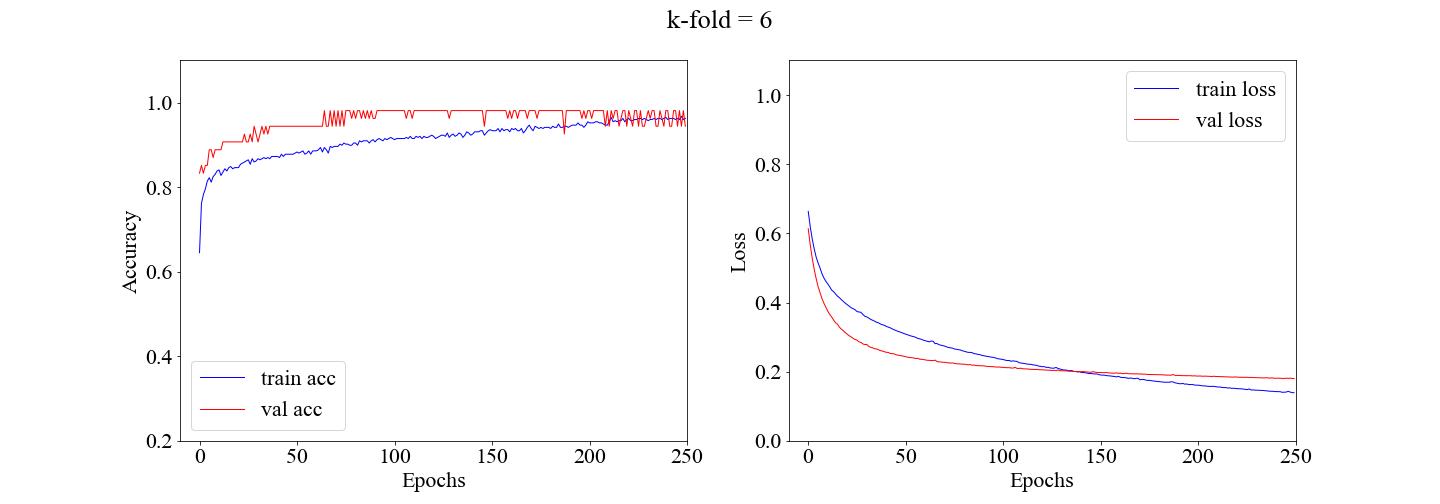 k-fold = 6
1.0
0.8
0.6
0.4
0.2
Accuracy
train acc
val acc
0 50 100 150 200 250
Epochs
1.0
0.8
0.6
0.4
0.2
0.0
Loss
train loss
val loss
0 50 100 150 200 250
Epochs